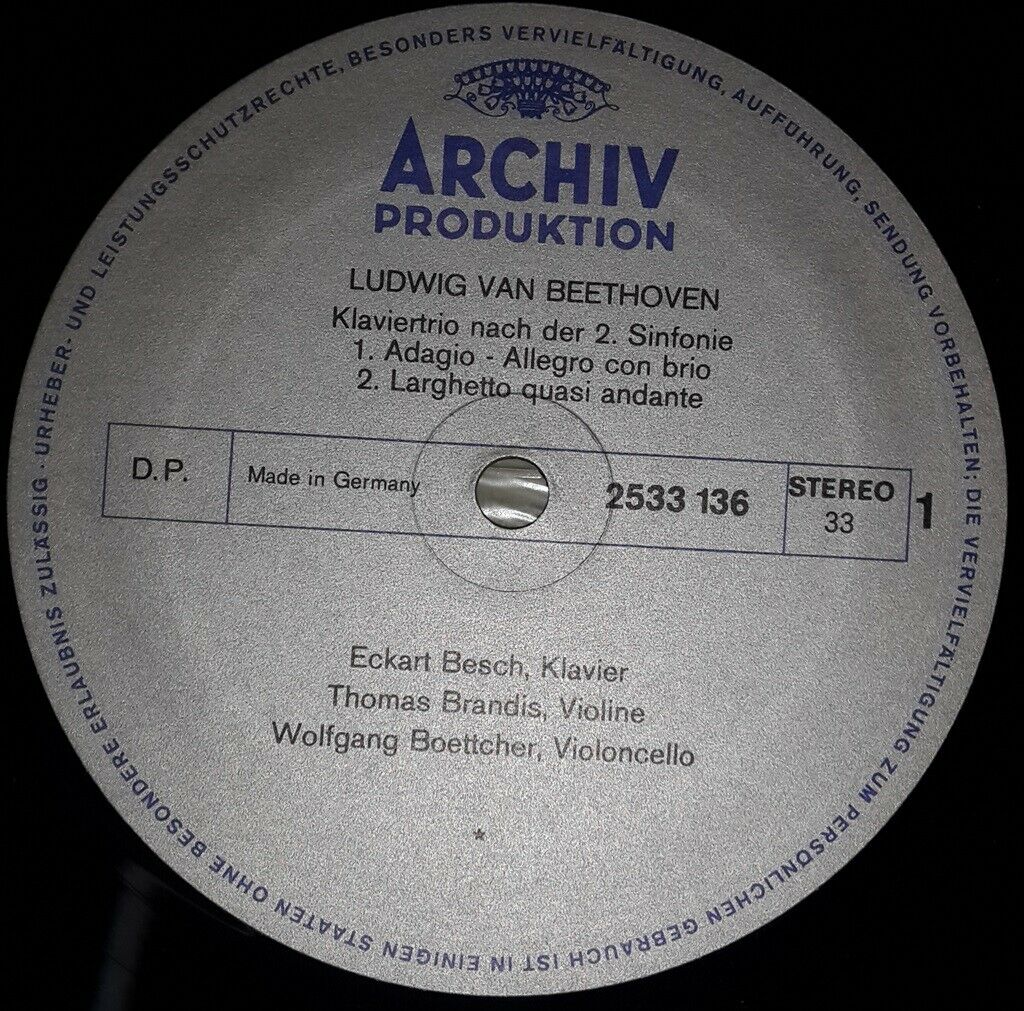 URHEBER- UND LEISTUNGSSCHUTZRECHTE, BESONDERS VERVIELFÄLTIGUNG, AUFFÜHRUNG, SENDUNG VORBEHALTEN; DIE VERVIELFÄLTIGUNG ZUM PERSÖNLICHEN GEBRAUCH IST IN EINIGEN STAATEN OHNE BESONDERE ERLAUBNIS ZULÄSSIG ·
ARCHIV
PRODUKTION
LUDWIG VAN BEETHOVEN
Klaviertrio nach der 2. Sinfonie
1. Adagio - Allegro con brio
2. Larghetto quasi andante
D.P. Made in Germany 2533 136 STEREO 1
33
Eckart Besch, Klavier
Thomas Brandis, Violine
Wolfgang Boettcher, Violoncello
*